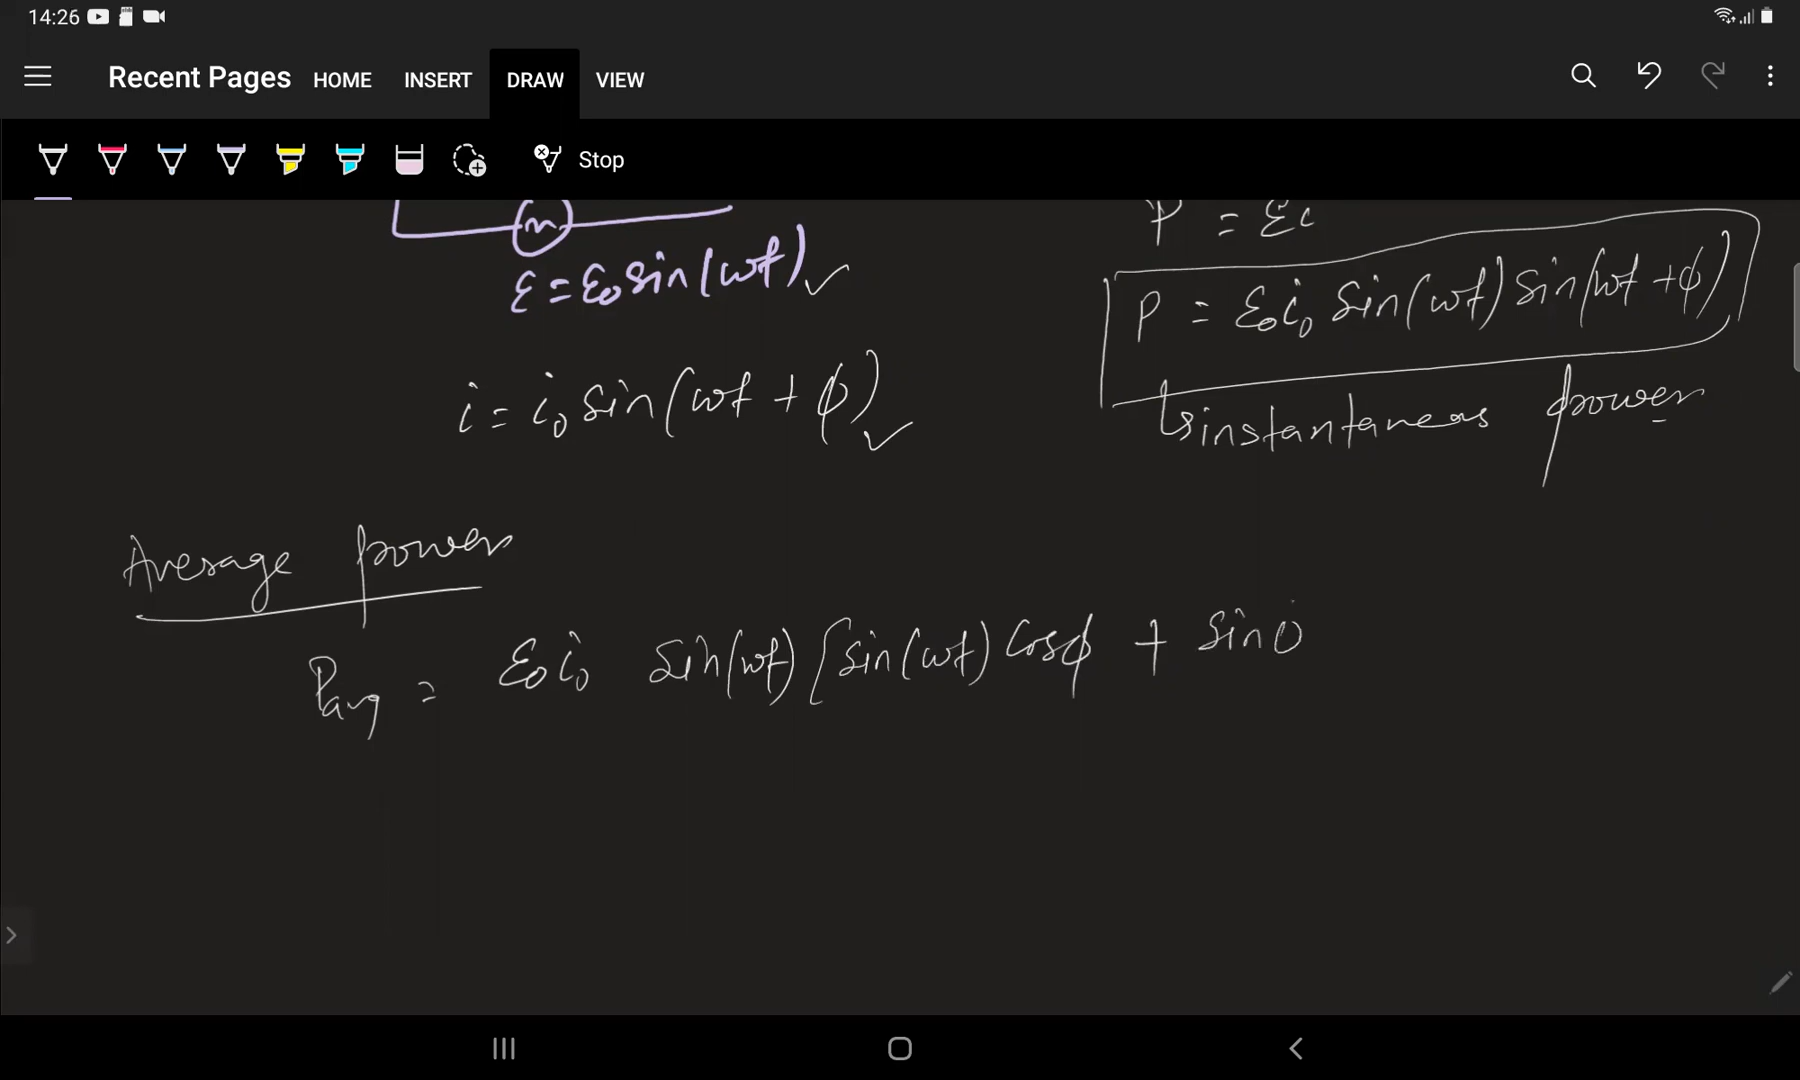 14:26
Recent Pages HOME INSERT DRAW VIEW
Stop
P = εi
ε = ε₀ sin(ωt) ✓
P = ε₀i₀ Sin(ωt) Sin(ωt + φ)
i = i₀ Sin(ωt + φ) ✓
↳ instantaneous power
Average power
Pavg = ε₀i₀ Sin(ωt) [Sin(ωt) Cosφ + Sin